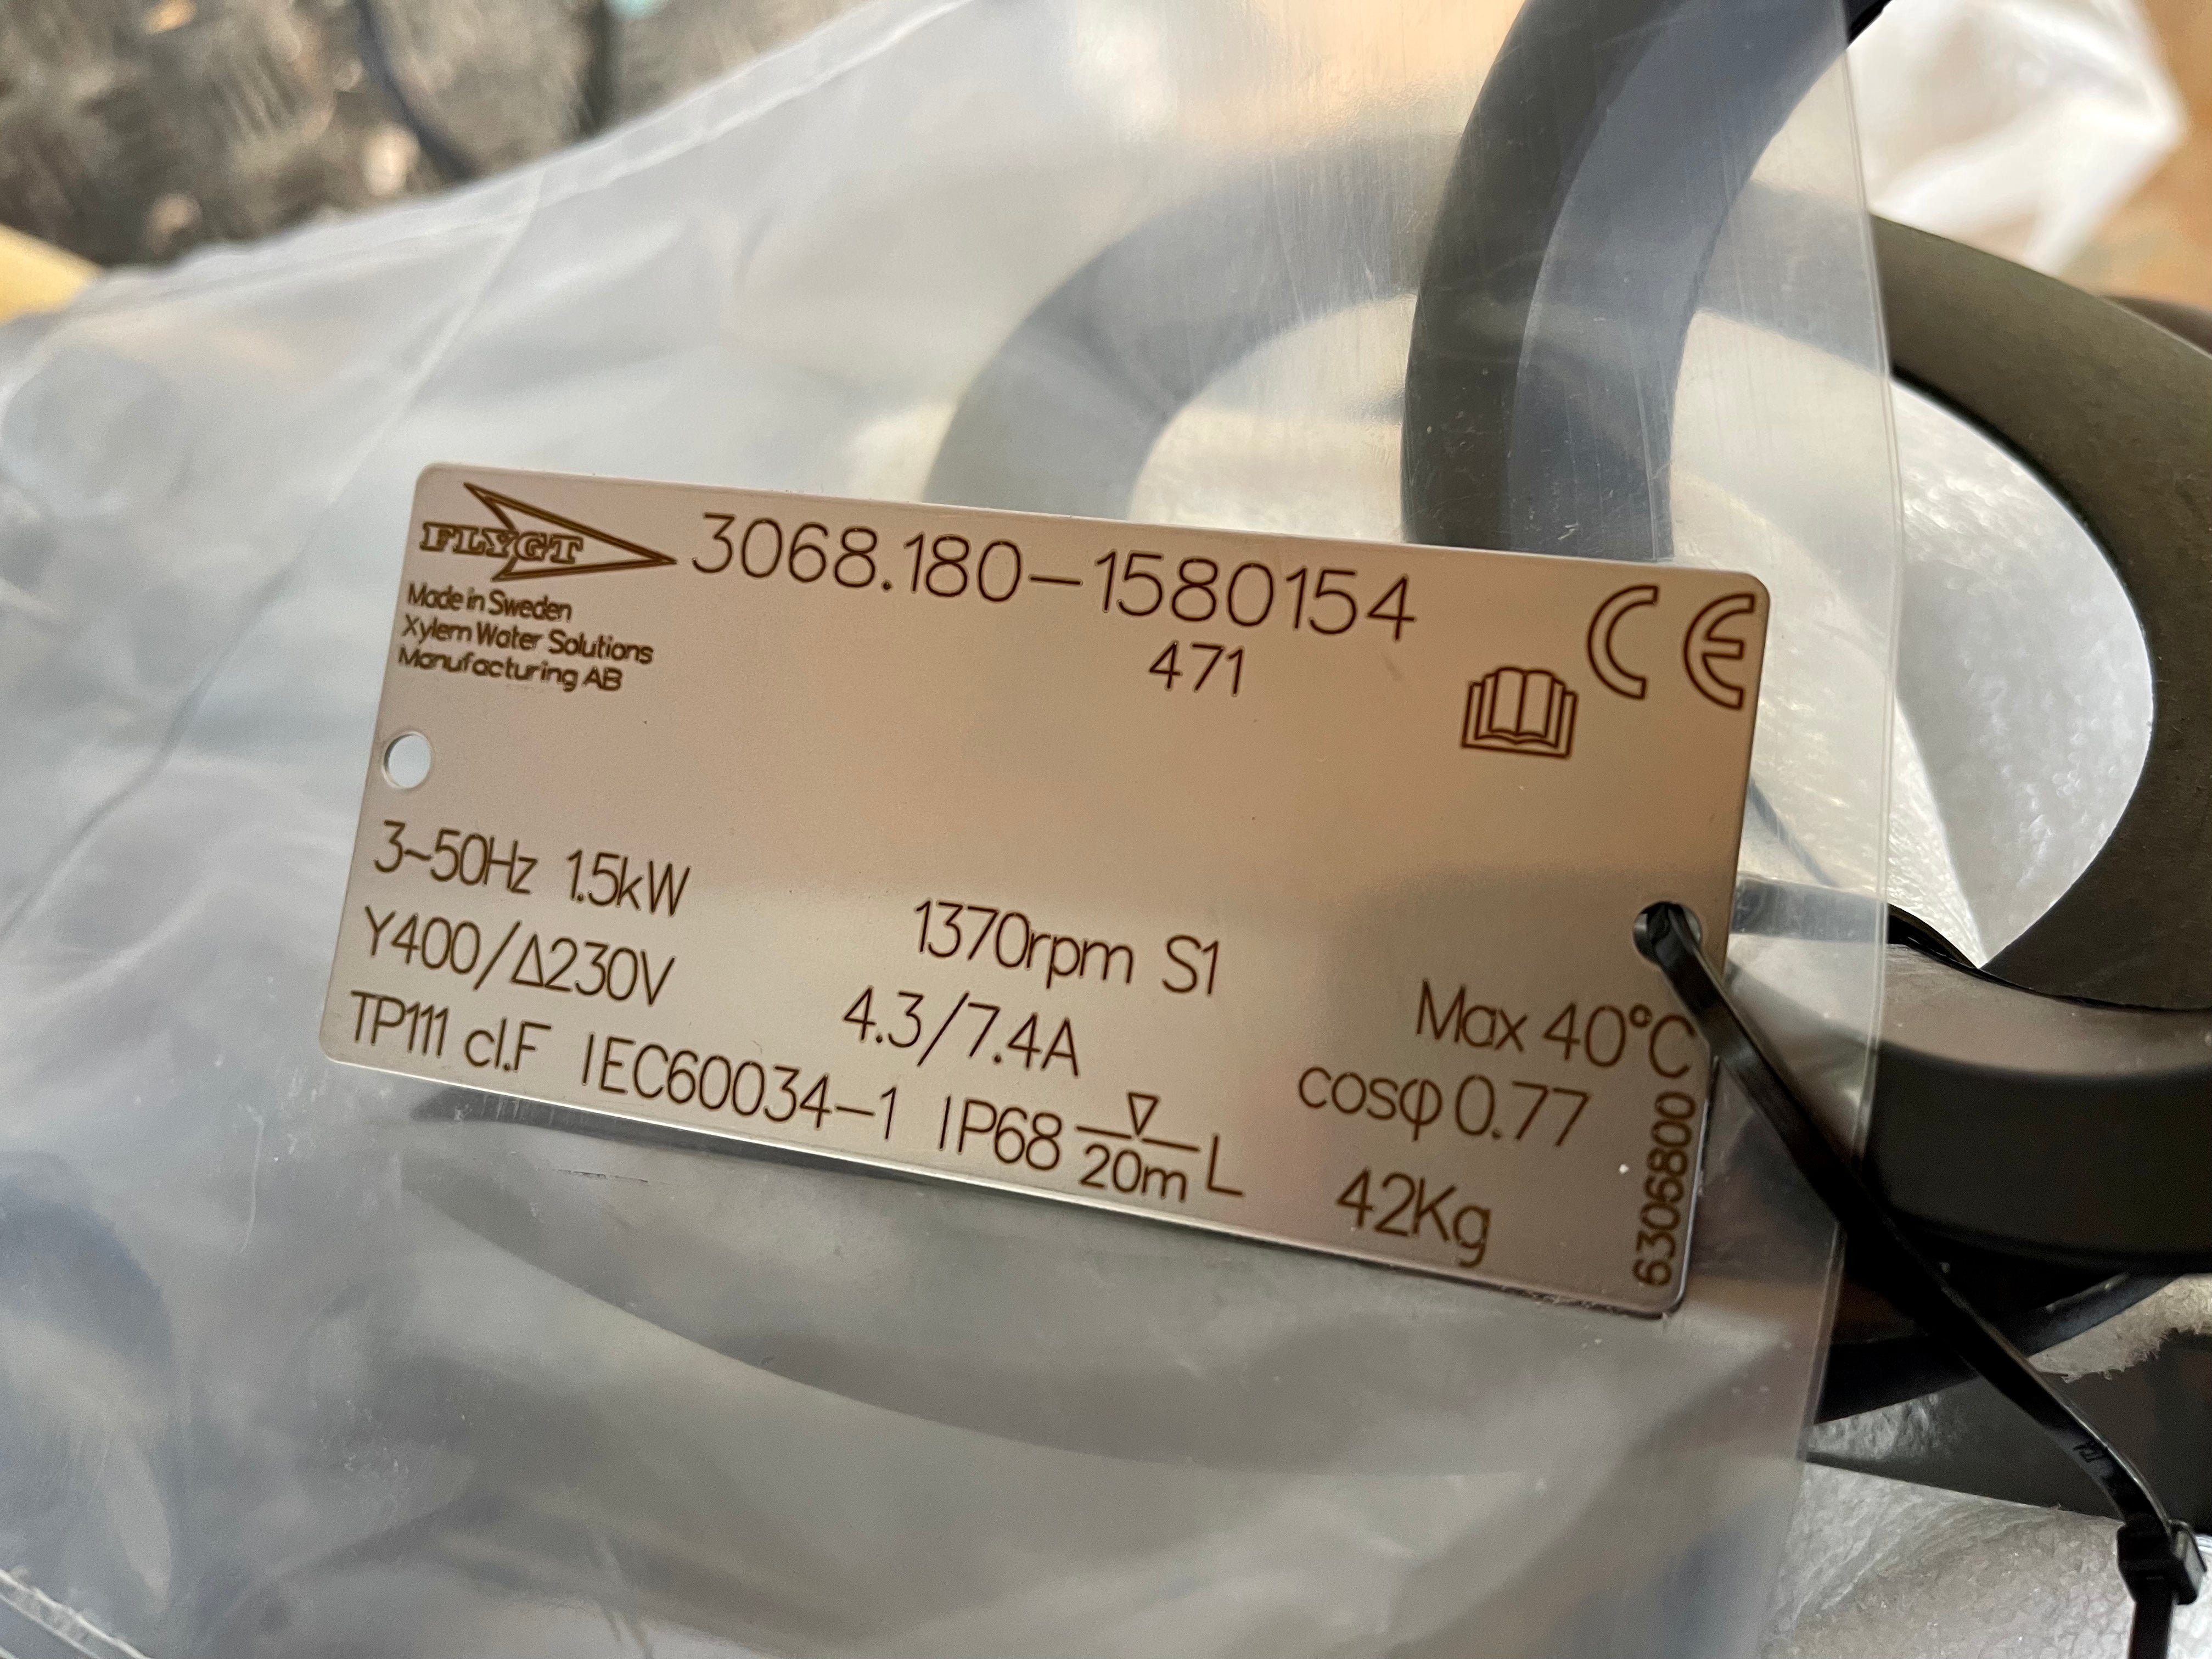 FLYGT 3068.180-1580154
471
CE
Made in Sweden
Xylem Water Solutions
Manufacturing AB
3~50Hz 1.5kW 1370rpm S1 Max 40°C
Y400/Δ230V 4.3/7.4A cosφ 0.77
TP111 cl.F IEC60034-1 IP68 20m L 42Kg
6306800